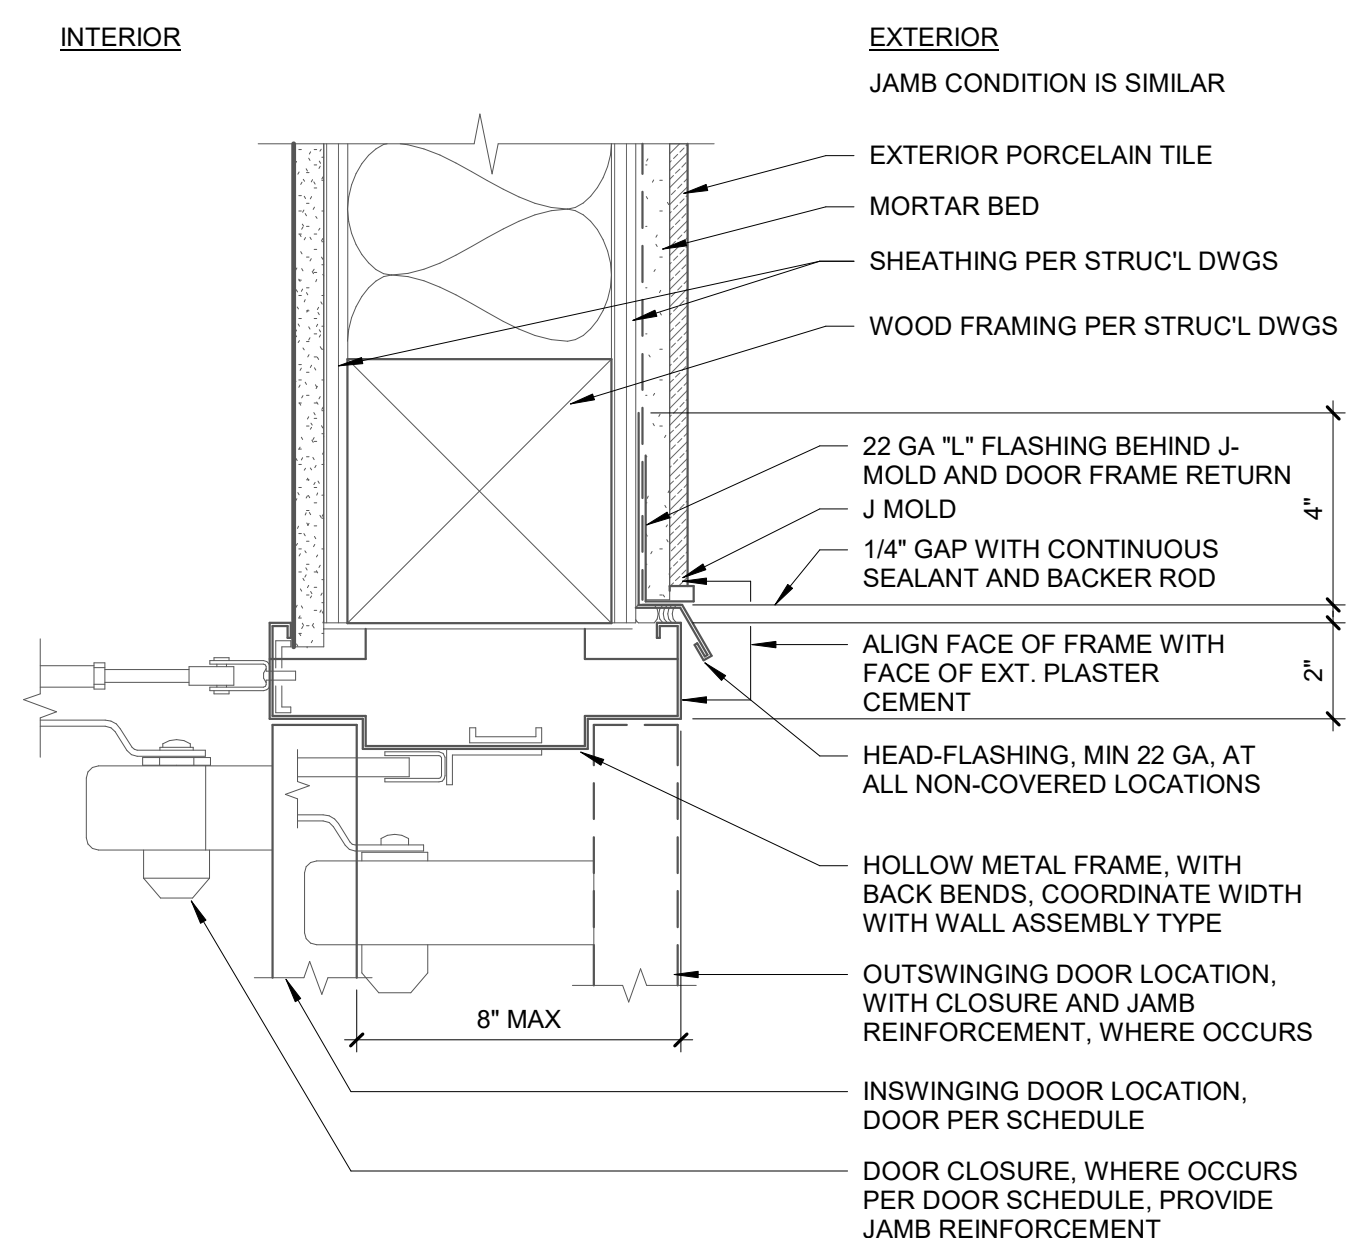 INTERIOR
EXTERIOR
JAMB CONDITION IS SIMILAR
EXTERIOR PORCELAIN TILE
MORTAR BED
SHEATHING PER STRUC'L DWGS
WOOD FRAMING PER STRUC'L DWGS
22 GA "L" FLASHING BEHIND J-
MOLD AND DOOR FRAME RETURN
J MOLD
1/4" GAP WITH CONTINUOUS
SEALANT AND BACKER ROD
4"
ALIGN FACE OF FRAME WITH
FACE OF EXT. PLASTER
CEMENT
2"
HEAD-FLASHING, MIN 22 GA, AT
ALL NON-COVERED LOCATIONS
HOLLOW METAL FRAME, WITH
BACK BENDS, COORDINATE WIDTH
WITH WALL ASSEMBLY TYPE
OUTSWINGING DOOR LOCATION,
WITH CLOSURE AND JAMB
REINFORCEMENT, WHERE OCCURS
8" MAX
INSWINGING DOOR LOCATION,
DOOR PER SCHEDULE
DOOR CLOSURE, WHERE OCCURS
PER DOOR SCHEDULE, PROVIDE
JAMB REINFORCEMENT